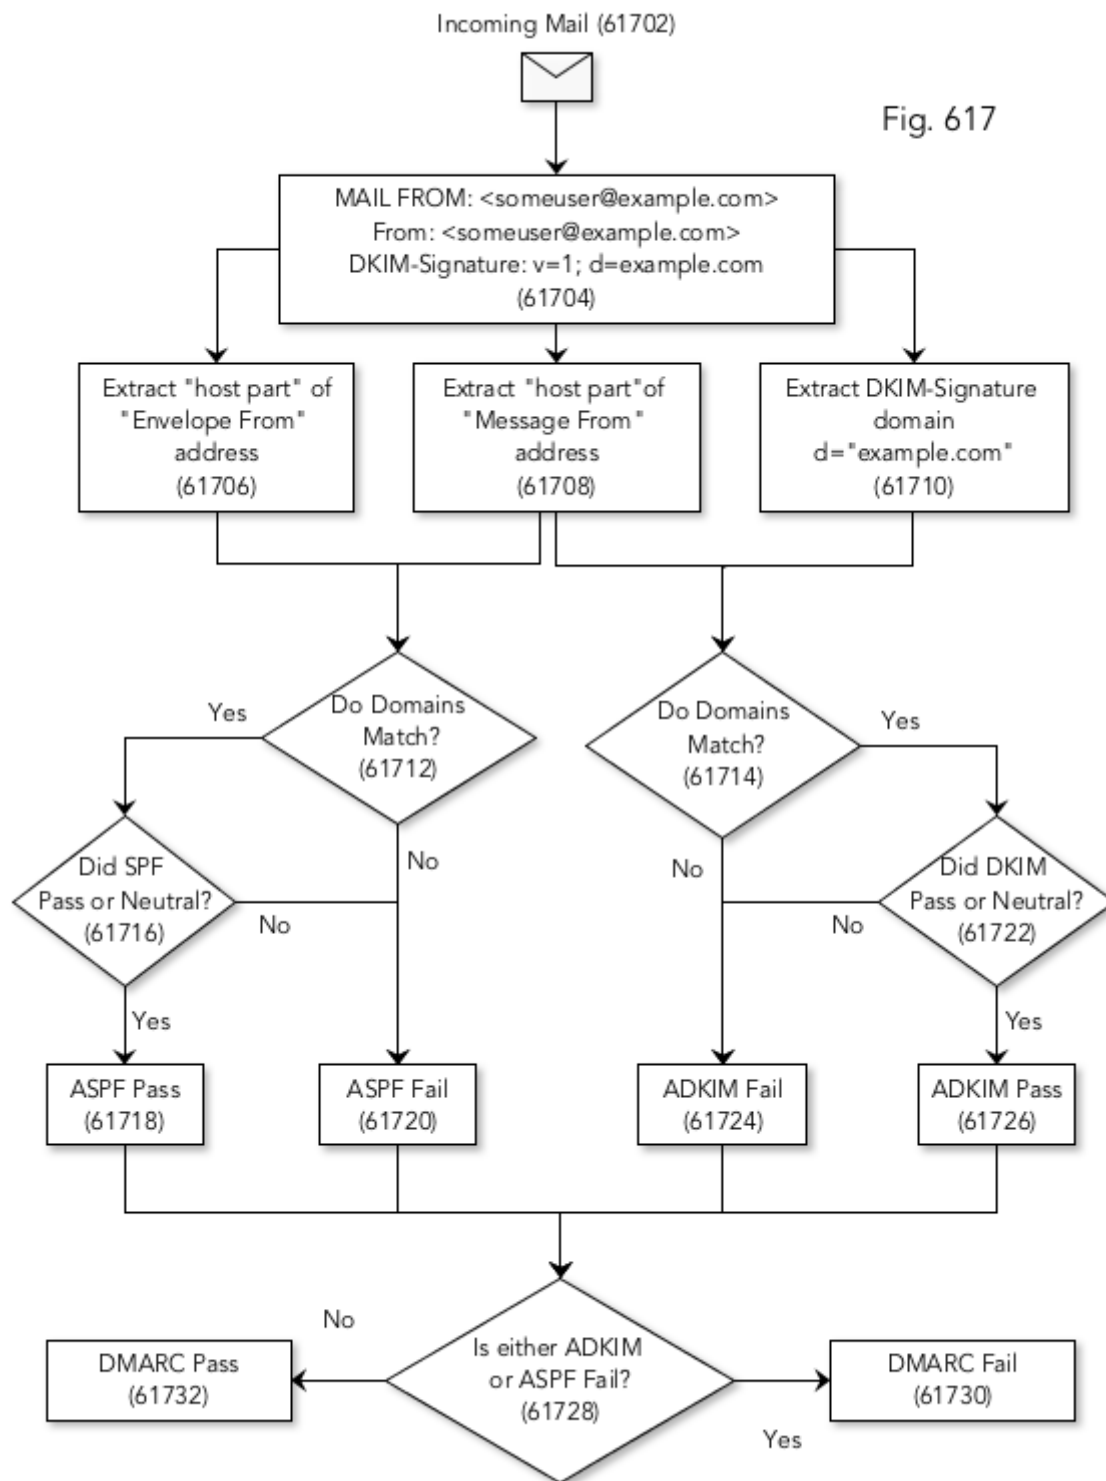 Incoming Mail (61702)
Fig. 617
MAIL FROM: <someuser@example.com>
From: <someuser@example.com>
DKIM-Signature: v=1; d=example.com
(61704)
Extract "host part" of
"Envelope From"
address
(61706)
Extract "host part"of
"Message From"
address
(61708)
Extract DKIM-Signature
domain
d="example.com"
(61710)
Do Domains
Match?
(61712)
Yes
No
Do Domains
Match?
(61714)
Yes
No
Did SPF
Pass or Neutral?
(61716)
No
Yes
Did DKIM
Pass or Neutral?
(61722)
No
Yes
ASPF Pass
(61718)
ASPF Fail
(61720)
ADKIM Fail
(61724)
ADKIM Pass
(61726)
Is either ADKIM
or ASPF Fail?
(61728)
No
Yes
DMARC Pass
(61732)
DMARC Fail
(61730)